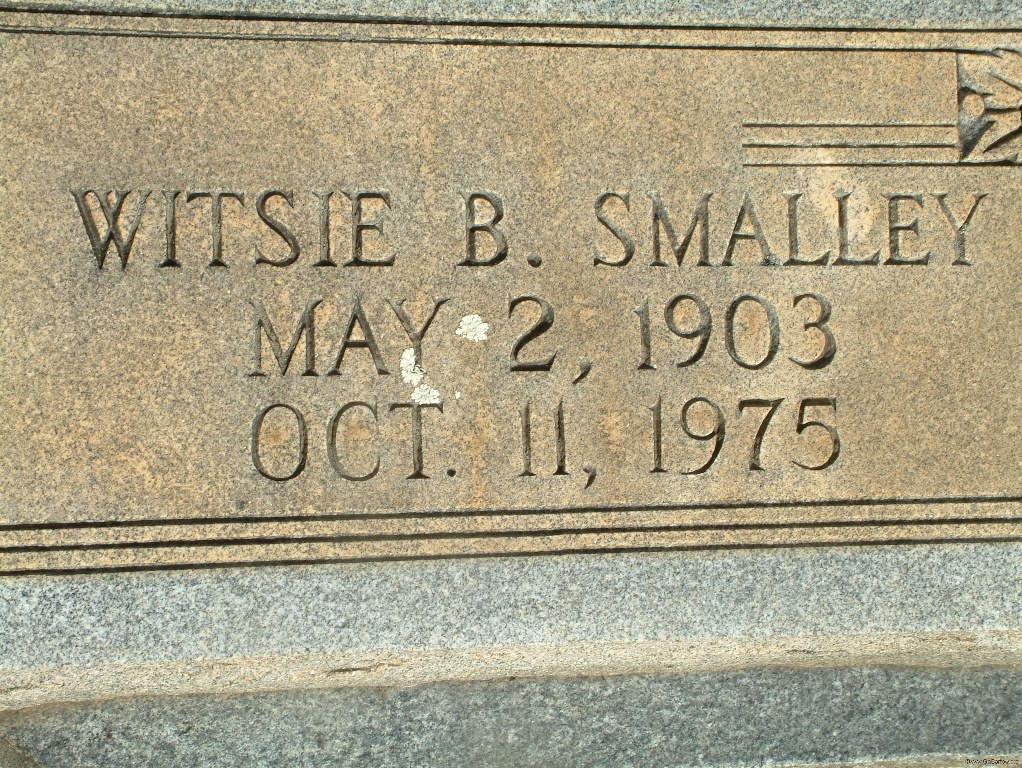 WITSIE B. SMALLEY
MAY 2, 1903
OCT. 11, 1975